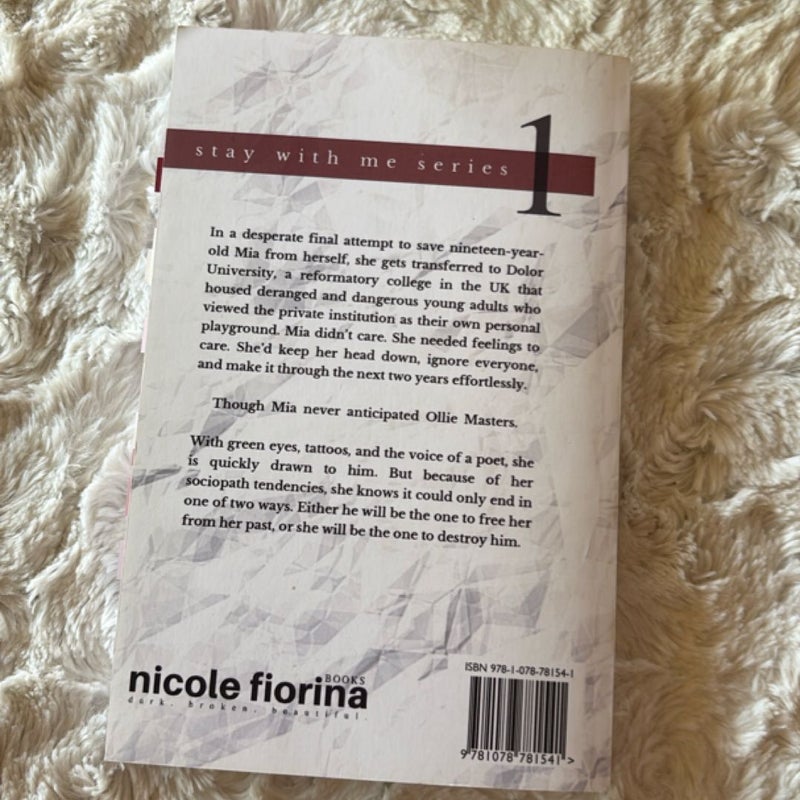 stay with me series
1
In a desperate final attempt to save nineteen-year-
old Mia from herself, she gets transferred to Dolor
University, a reformatory college in the UK that
housed deranged and dangerous young adults who
viewed the private institution as their own personal
playground. Mia didn't care. She needed feelings to
care. She'd keep her head down, ignore everyone,
and make it through the next two years effortlessly.
Though Mia never anticipated Ollie Masters.
With green eyes, tattoos, and the voice of a poet, she
is quickly drawn to him. But because of her
sociopath tendencies, she knows it could only end in
one of two ways. Either he will be the one to free her
from her past, or she will be the one to destroy him.
BOOKS
nicole fiorina
dark. broken. beautiful.
ISBN 978-1-078-78154-1
9 781078 781541 >